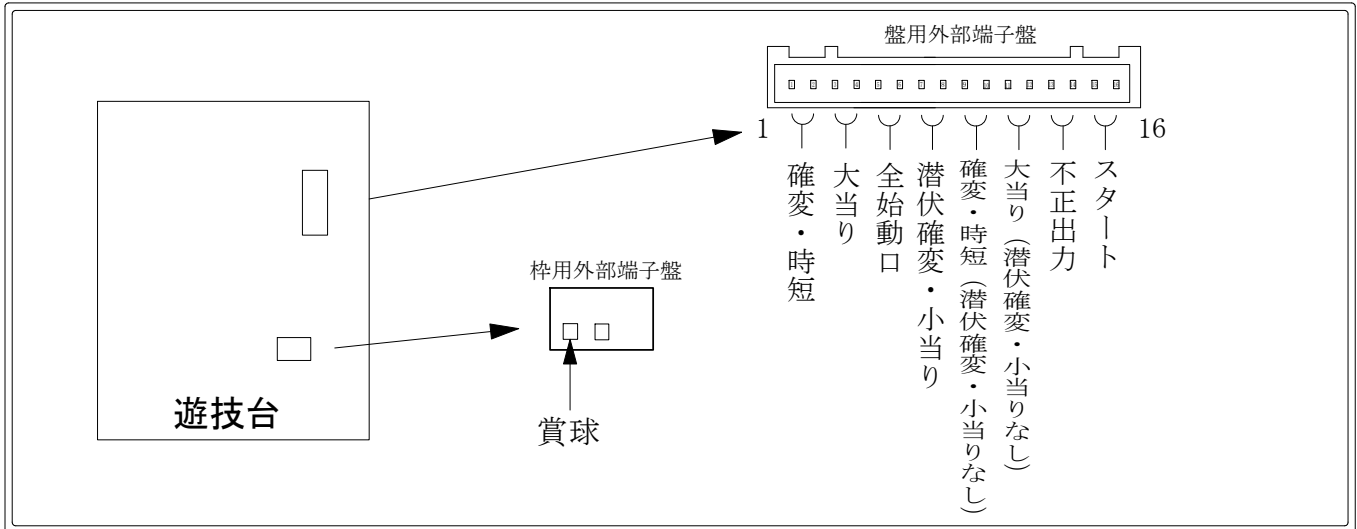 盤用外部端子盤
1
16
確変・時短
大当り
全始動口
潜伏確変・小当り
確変・時短（潜伏確変・小当りなし）
大当り（潜伏確変・小当りなし）
不正出力
スタート
枠用外部端子盤
賞球
遊技台